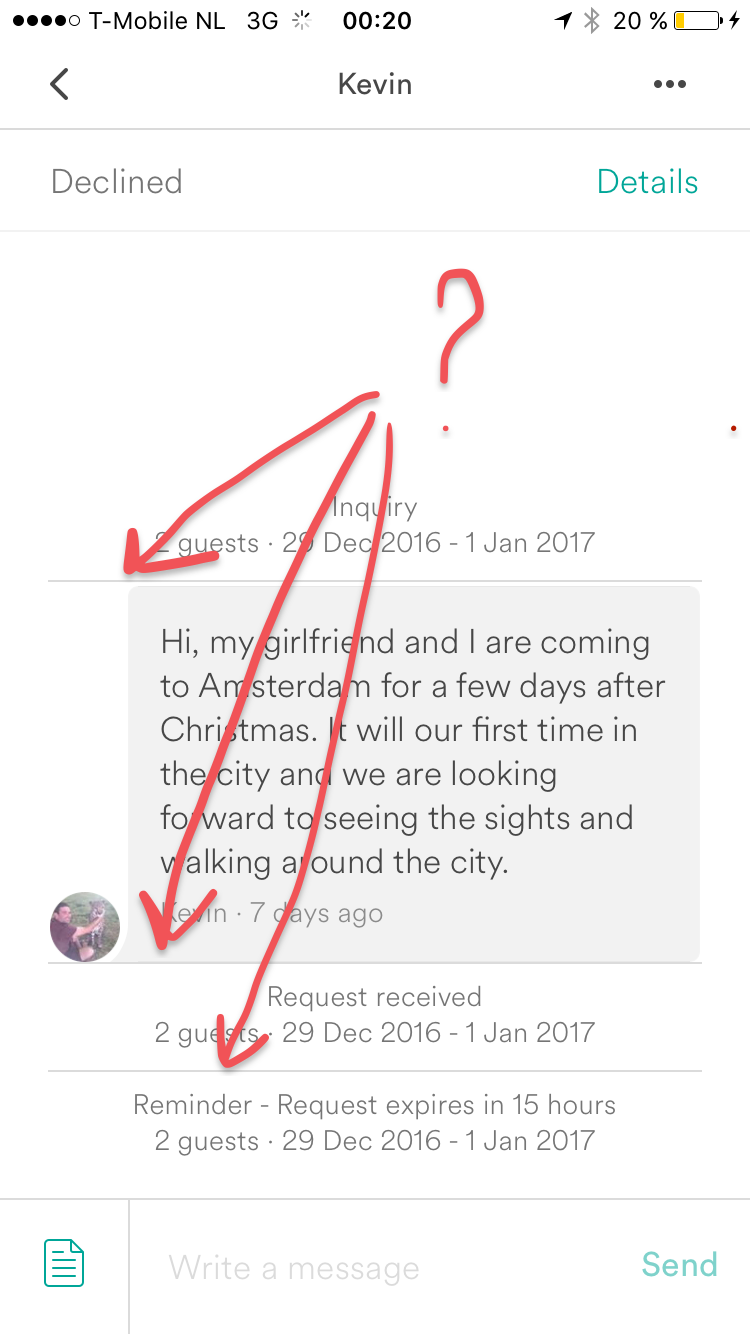 T-Mobile NL 3G 00:20 20 %
Kevin
Declined Details
?
Inquiry
2 guests · 29 Dec 2016 - 1 Jan 2017
Hi, my girlfriend and I are coming
to Amsterdam for a few days after
Christmas. It will our first time in
the city and we are looking
forward to seeing the sights and
walking around the city.
Kevin · 7 days ago
Request received
2 guests · 29 Dec 2016 - 1 Jan 2017
Reminder - Request expires in 15 hours
2 guests · 29 Dec 2016 - 1 Jan 2017
Write a message Send